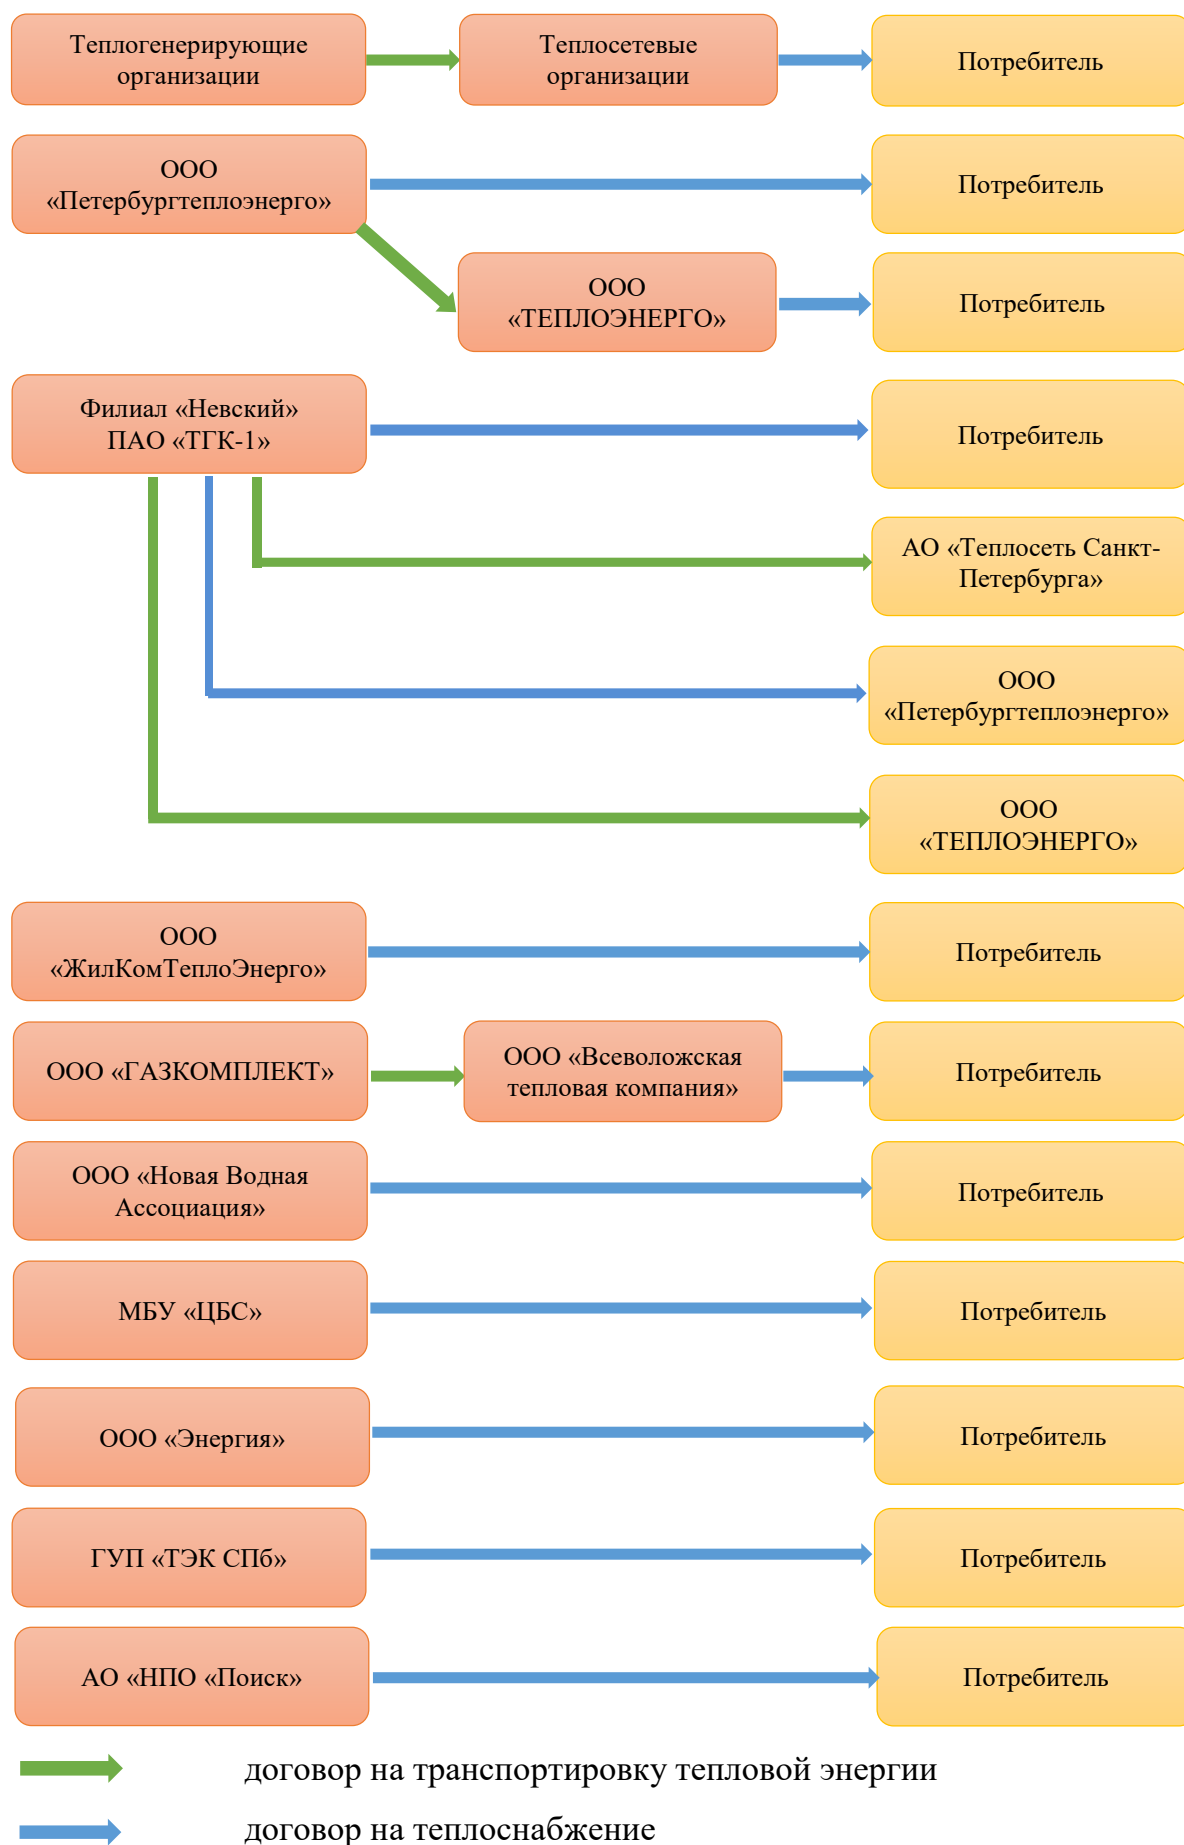 Теплогенерирующие
организации
Теплосетевые
организации
Потребитель
ООО
«Петербургтеплоэнерго»
Потребитель
ООО
«ТЕПЛОЭНЕРГО»
Потребитель
Филиал «Невский»
ПАО «ТГК-1»
Потребитель
АО «Теплосеть Санкт-
Петербурга»
ООО
«Петербургтеплоэнерго»
ООО
«ТЕПЛОЭНЕРГО»
ООО
«ЖилКомТеплоЭнерго»
Потребитель
ООО «ГАЗКОМПЛЕКТ»
ООО «Всеволожская
тепловая компания»
Потребитель
ООО «Новая Водная
Ассоциация»
Потребитель
МБУ «ЦБС»
Потребитель
ООО «Энергия»
Потребитель
ГУП «ТЭК СПб»
Потребитель
АО «НПО «Поиск»
Потребитель
договор на транспортировку тепловой энергии
договор на теплоснабжение